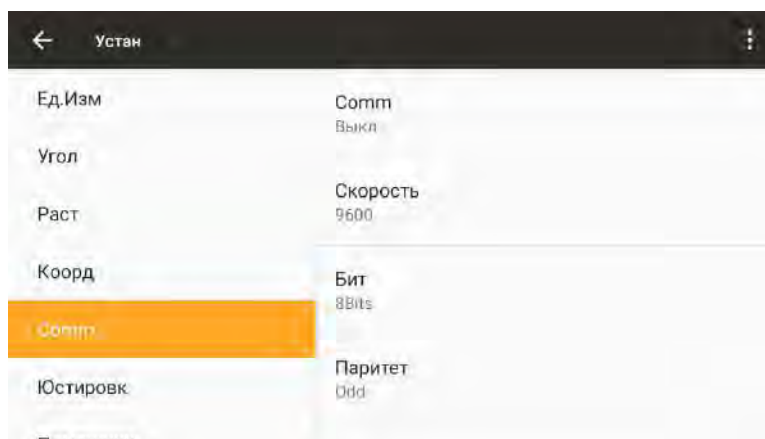 Устан
Ед.Изм
Угол
Раст
Коорд
Comm
Юстировк
Comm
Выкл
Скорость
9600
Бит
8Bits
Паритет
Odd